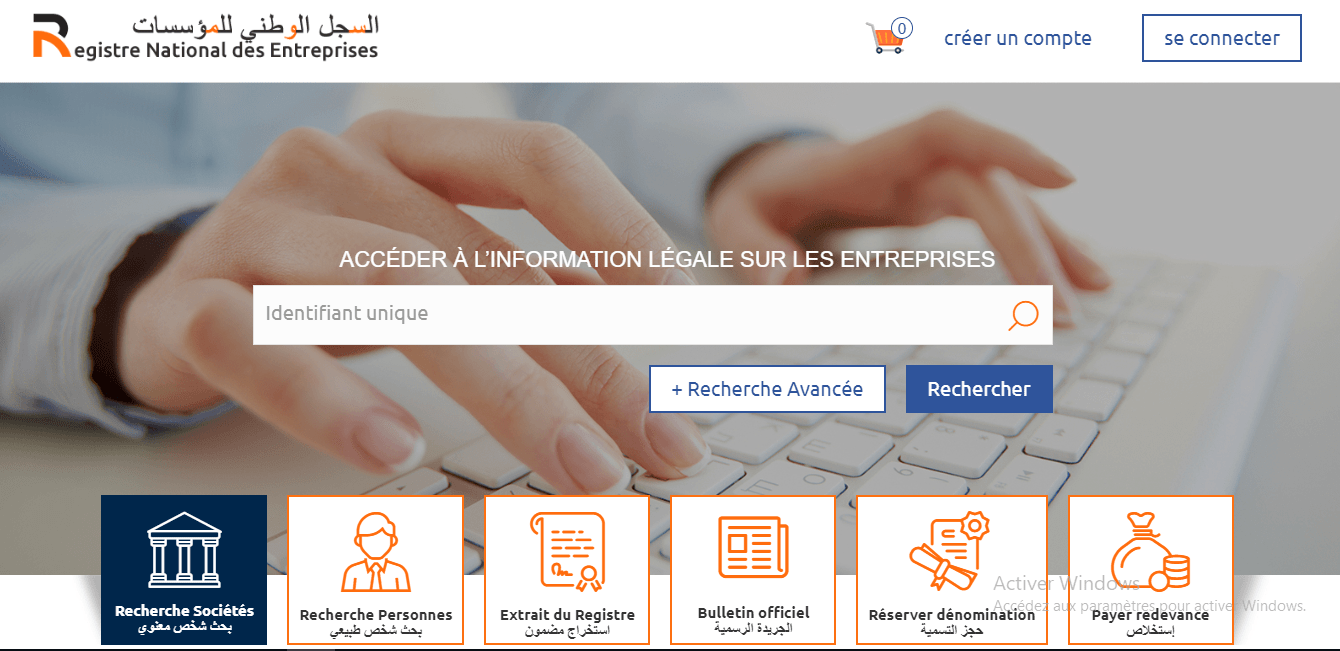 السجل الوطني للمؤسسات
Registre National des Entreprises
0
créer un compte
se connecter
ACCÉDER À L’INFORMATION LÉGALE SUR LES ENTREPRISES
Identifiant unique
+ Recherche Avancée
Rechercher
Recherche Sociétés
بحث شخص معنوي
Recherche Personnes
بحث شخص طبيعي
Extrait du Registre
استخراج مضمون
Bulletin officiel
الجريدة الرسمية
Réserver dénomination
حجز التسمية
Payer redevance
إستخلاص
Activer Windows
Accédez aux paramètres pour activer Windows.